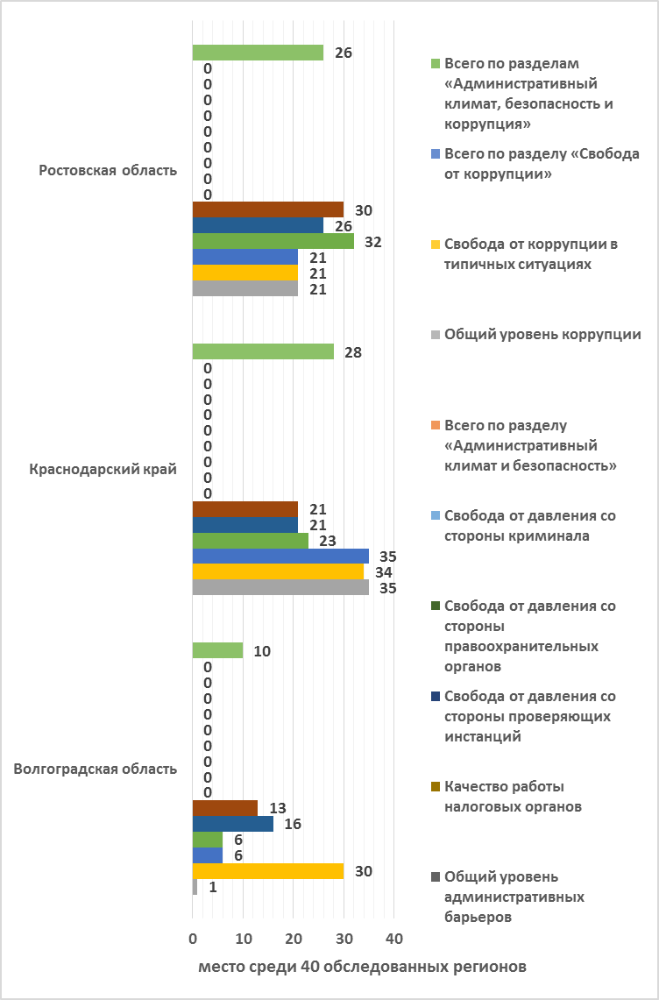 26
0
0
0
0
0
0
0
0
0
Ростовская область
30
26
32
21
21
21
28
0
0
0
0
0
0
0
0
0
Краснодарский край
21
21
23
35
34
35
10
0
0
0
0
0
0
0
0
0
Волгоградская область
13
16
6
6
30
1
0 10 20 30 40
место среди 40 обследованных регионов
Всего по разделам
«Административный
климат, безопасность и
коррупция»
Всего по разделу «Свобода
от коррупции»
Свобода от коррупции в
типичных ситуациях
Общий уровень коррупции
Всего по разделу
«Административный
климат и безопасность»
Свобода от давления со
стороны криминала
Свобода от давления со
стороны
правоохранительных
органов
Свобода от давления со
стороны проверяющих
инстанций
Качество работы
налоговых органов
Общий уровень
административных
барьеров